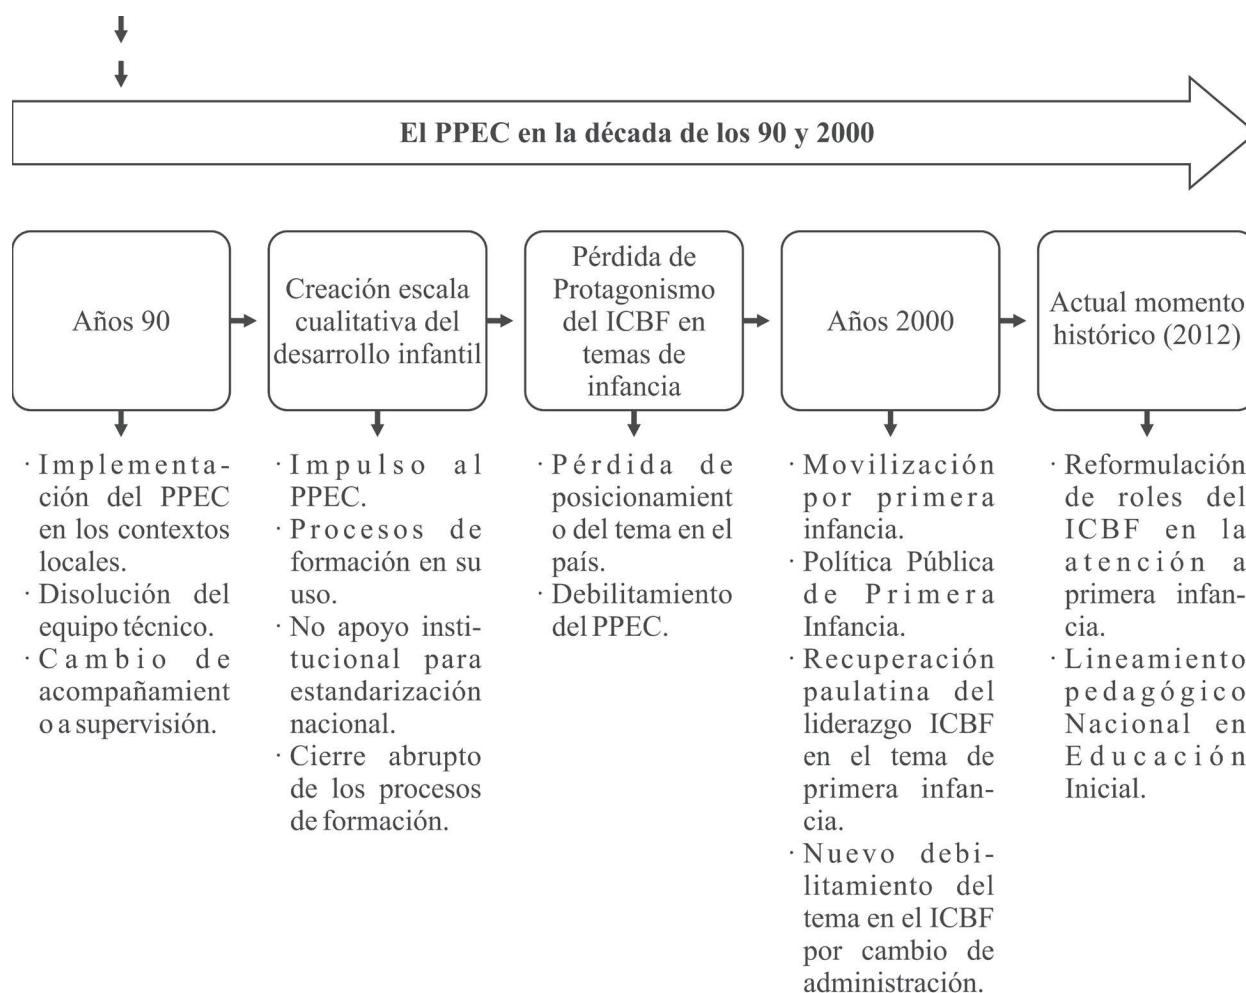 El PPEC en la década de los 90 y 2000
Años 90
Creación escala
cualitativa del
desarrollo infantil
Pérdida de
Protagonismo
del ICBF en
temas de
infancia
Años 2000
Actual momento
histórico (2012)
· Implementa-
ción del PPEC
en los contextos
locales.
· Disolución del
equipo técnico.
· Cambio de
acompañamient
o a supervisión.
· Impulso al
PPEC.
· Procesos de
formación en su
uso.
· No apoyo insti-
tucional para
estandarización
nacional.
· Cierre abrupto
de los procesos
de formación.
· Pérdida de
posicionamient
o del tema en el
país.
· Debilitamiento
del PPEC.
· Movilización
por primera
infancia.
· Política Pública
de Primera
Infancia.
· Recuperación
paulatina del
liderazgo ICBF
en el tema de
primera infan-
cia.
· Nuevo debi-
litamiento del
tema en el ICBF
por cambio de
administración.
· Reformulación
de roles del
ICBF en la
atención a
primera infan-
cia.
· Lineamiento
pedagógico
Nacional en
Educación
Inicial.